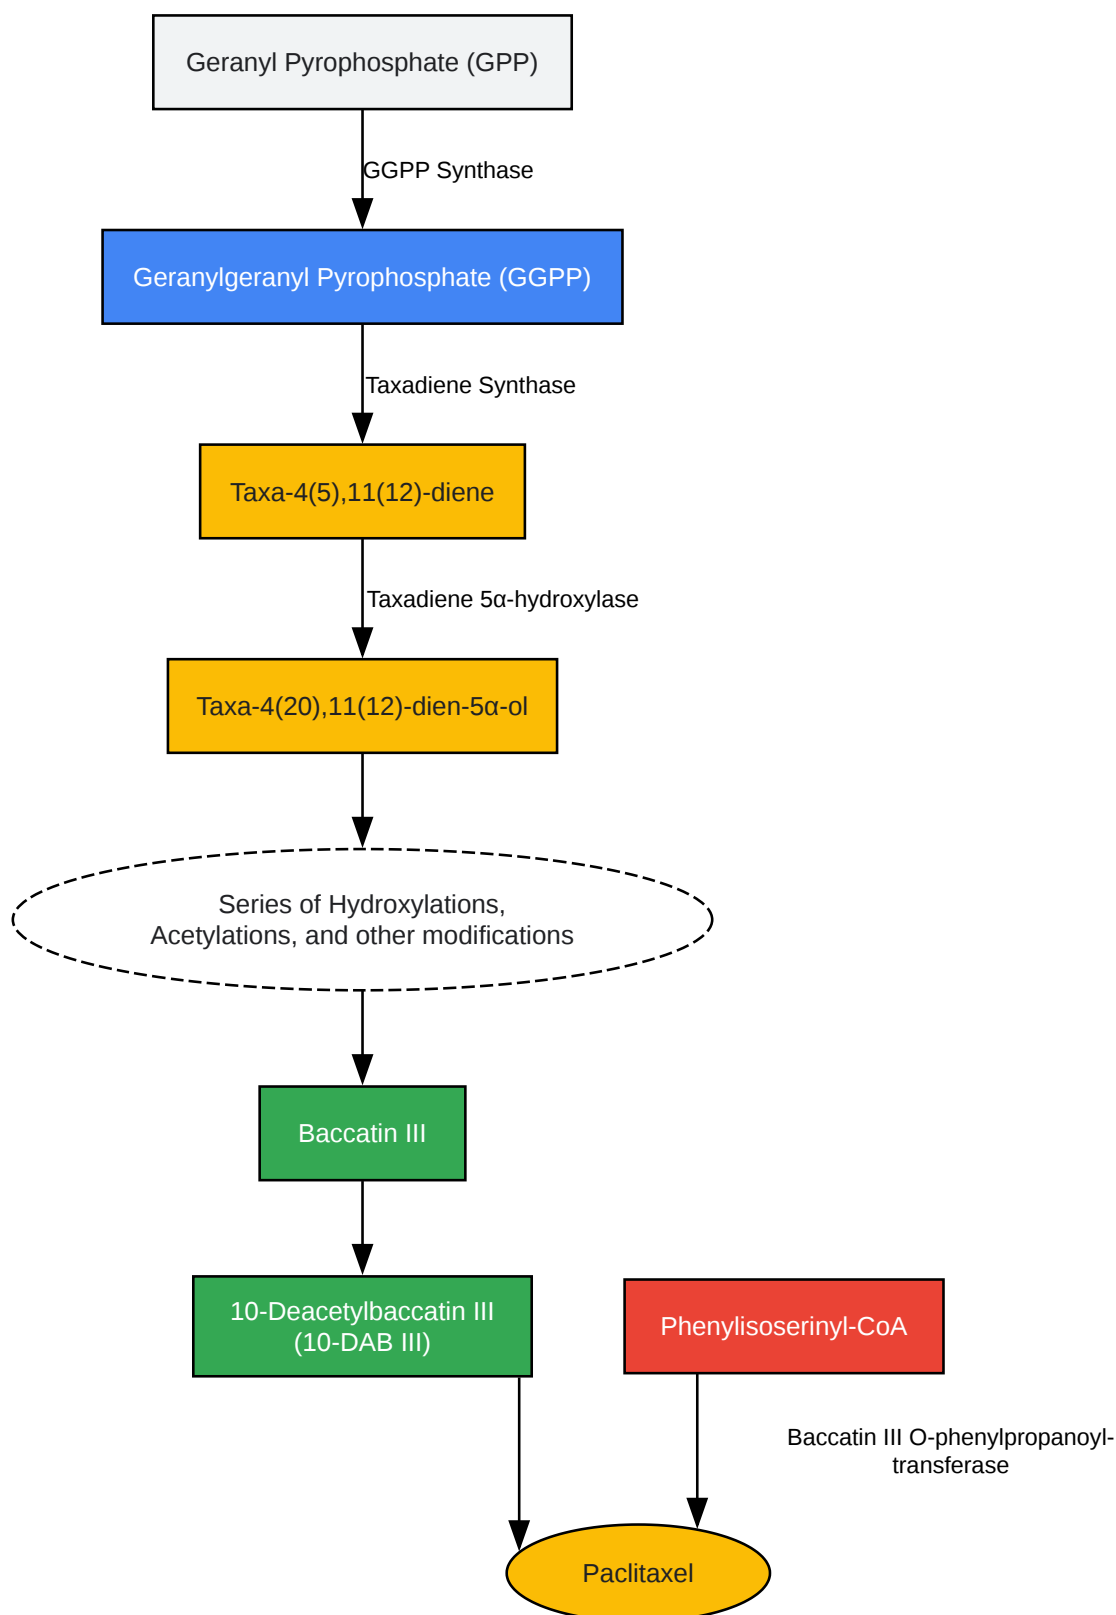 Geranyl Pyrophosphate (GPP)
GGPP Synthase
Geranylgeranyl Pyrophosphate (GGPP)
Taxadiene Synthase
Taxa-4(5),11(12)-diene
Taxadiene 5α-hydroxylase
Taxa-4(20),11(12)-dien-5α-ol
Series of Hydroxylations,
Acetylations, and other modifications
Baccatin III
10-Deacetylbaccatin III
(10-DAB III)
Phenylisoserinyl-CoA
Baccatin III O-phenylpropanoyl-
transferase
Paclitaxel